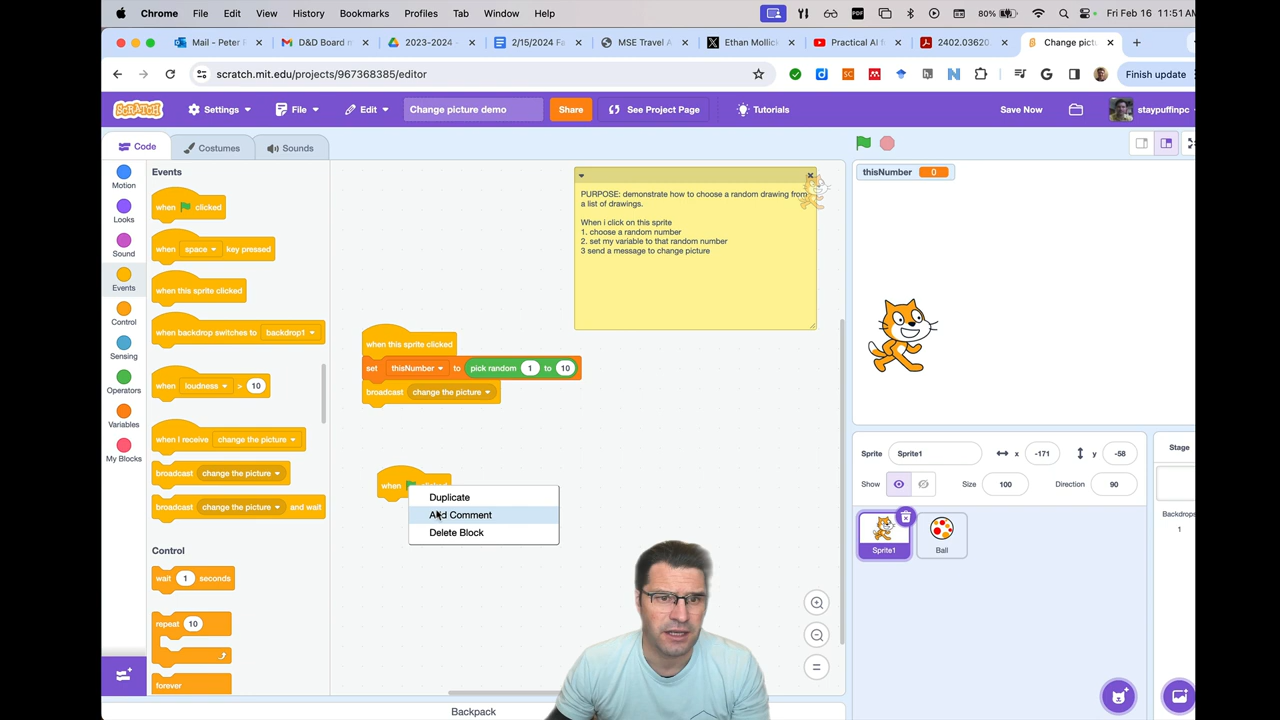 Chrome File Edit View History Bookmarks Profiles Tab Window Help 80% Fri Feb 16 11:51 AM
Mail - Peter F D&D Board m 2023-2024 - 2/15/2024 Fe MSE Travel A Ethan Mollick Practical AI f 2402.03620. Change pictur
scratch.mit.edu/projects/967368385/editor Finish update
SCRATCH Settings File Edit Change picture demo Share See Project Page Tutorials Save Now staypuffinpc
Code Costumes Sounds
Motion
Looks
Sound
Events
Control
Sensing
Operators
Variables
My Blocks
Events
when clicked
when space key pressed
when this sprite clicked
when backdrop switches to backdrop1
when loudness > 10
when I receive change the picture
broadcast change the picture
broadcast change the picture and wait
Control
wait 1 seconds
repeat 10
forever
PURPOSE: demonstrate how to choose a random drawing from
a list of drawings.
When i click on this sprite
1. choose a random number
2. set my variable to that random number
3 send a message to change picture
when this sprite clicked
set thisNumber to pick random 1 to 10
broadcast change the picture
when clicked
Duplicate
Add Comment
Delete Block
Backpack
thisNumber 0
Sprite Sprite1 x -171 y -58
Show Size 100 Direction 90
Sprite1 Ball
Stage
Backdrops
1